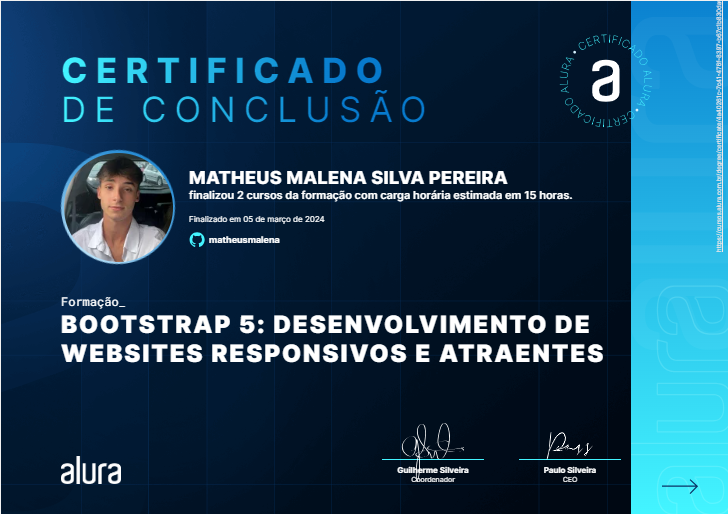 CERTIFICADO
DE CONCLUSÃO
CERTIFICADO ALURA • CERTIFICADO ALURA •
a
MATHEUS MALENA SILVA PEREIRA
finalizou 2 cursos da formação com carga horária estimada em 15 horas.
Finalizado em 05 de março de 2024
matheusmalena
Formação_
BOOTSTRAP 5: DESENVOLVIMENTO DE
WEBSITES RESPONSIVOS E ATRAENTES
alura
Guilherme Silveira
Coordenador
Paulo Silveira
CEO
alura